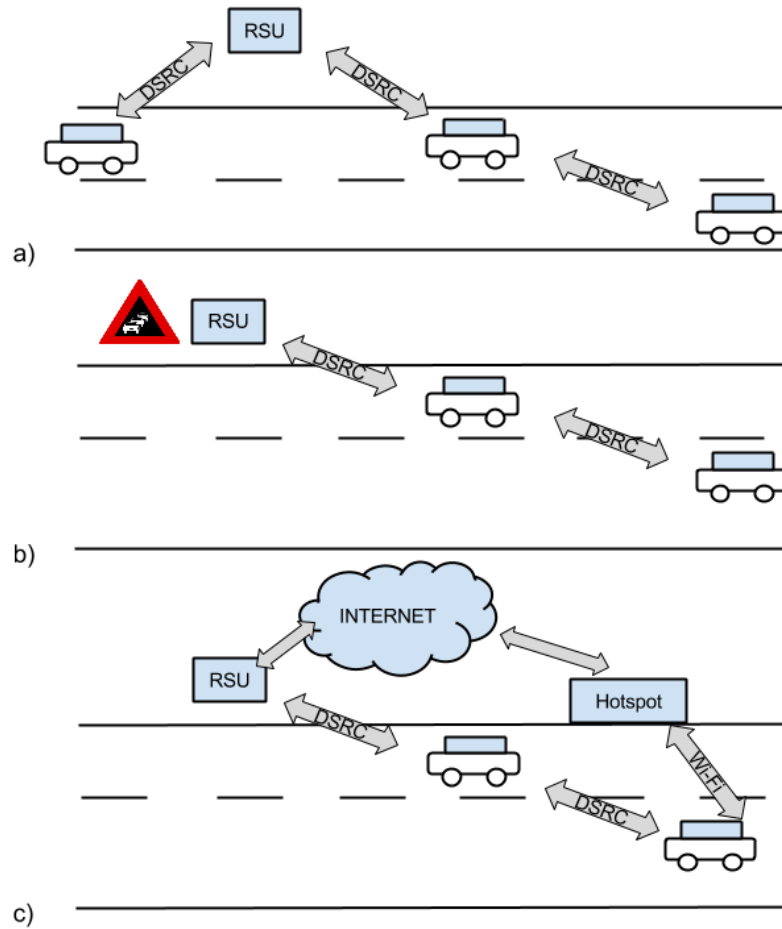 RSU
DSRC
DSRC
DSRC
a)
RSU
DSRC
DSRC
b)
INTERNET
RSU
Hotspot
DSRC
Wi-Fi
DSRC
c)